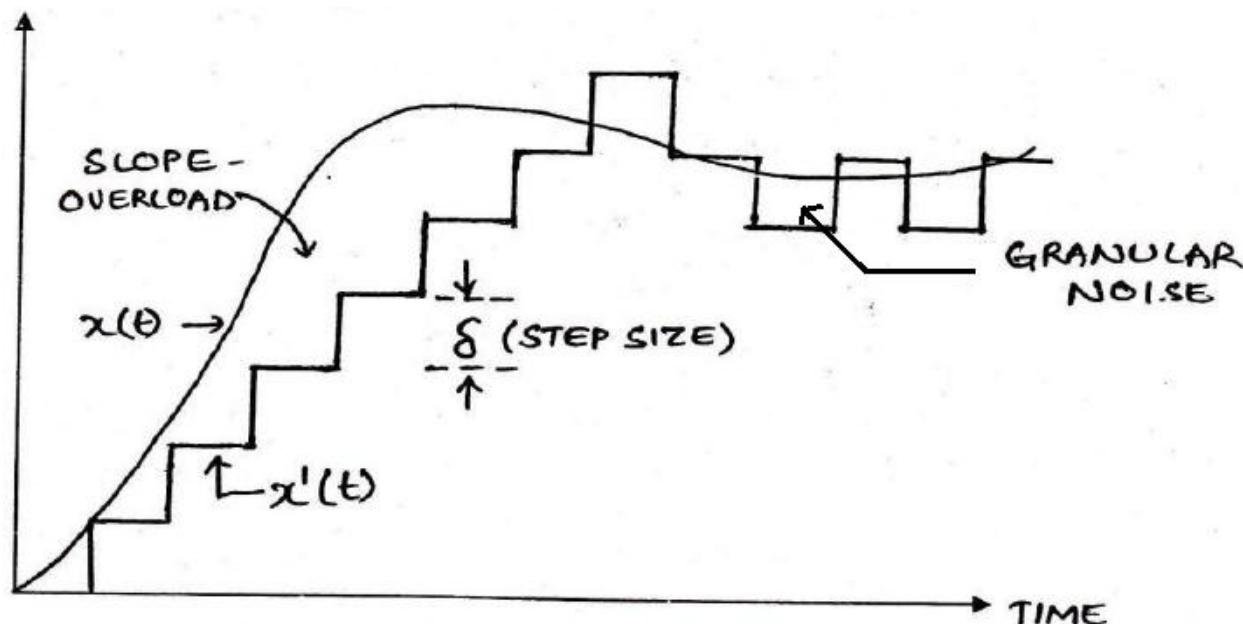 SLOPE-
OVERLOAD
x(t) →
δ (STEP SIZE)
x'(t)
GRANULAR
NOISE
TIME